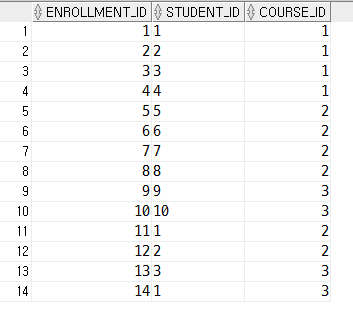 ENROLLMENT_ID STUDENT_ID COURSE_ID
1 1 1 1
2 2 2 1
3 3 3 1
4 4 4 1
5 5 5 2
6 6 6 2
7 7 7 2
8 8 8 2
9 9 9 3
10 10 10 3
11 11 1 2
12 12 2 2
13 13 3 3
14 14 1 3